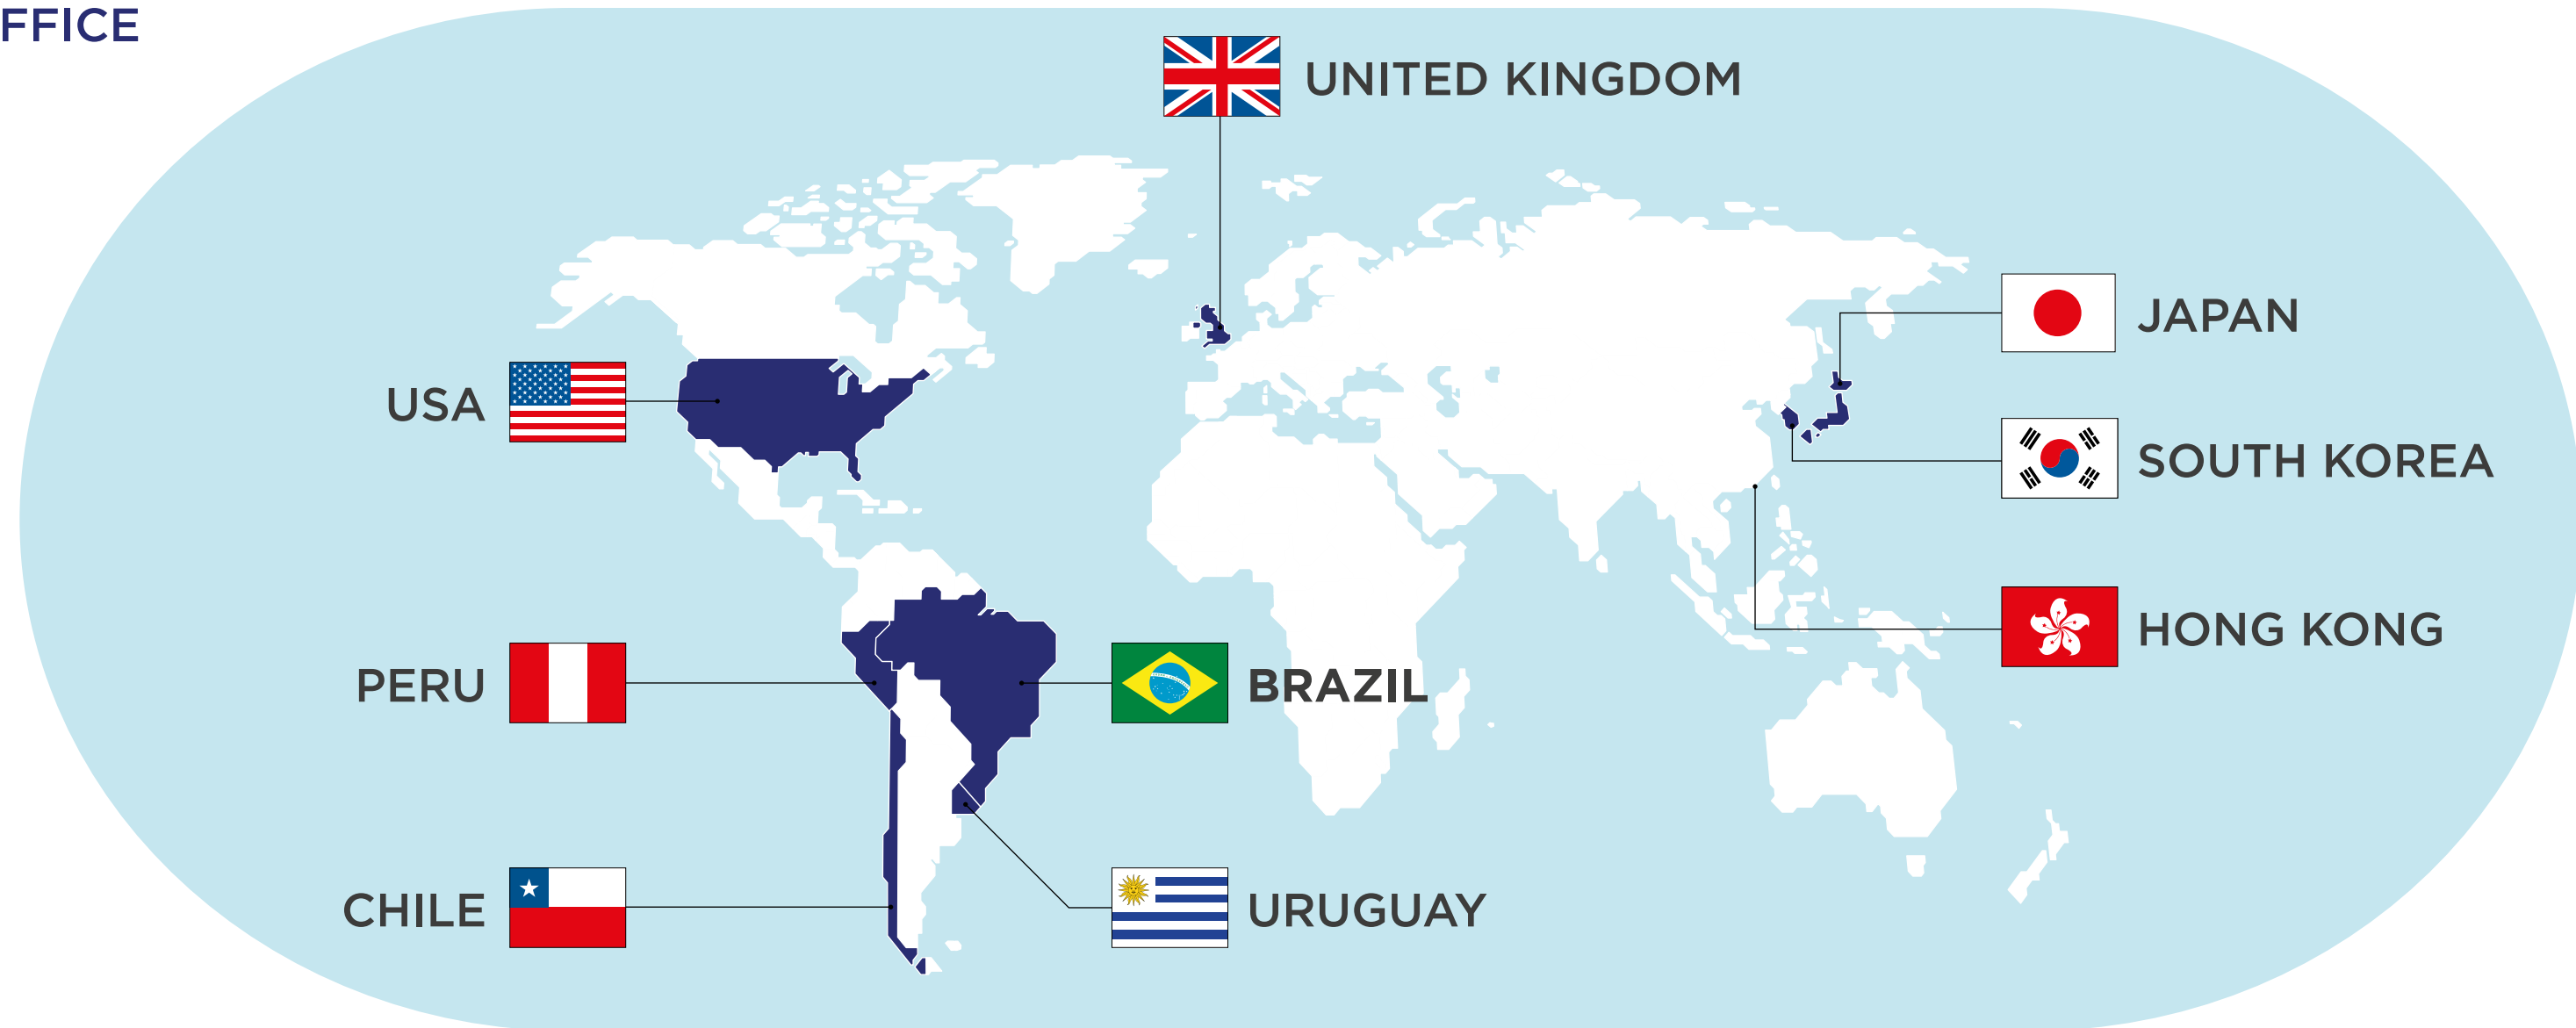 FFICE
UNITED KINGDOM
JAPAN
USA
SOUTH KOREA
HONG KONG
PERU
BRAZIL
CHILE
URUGUAY